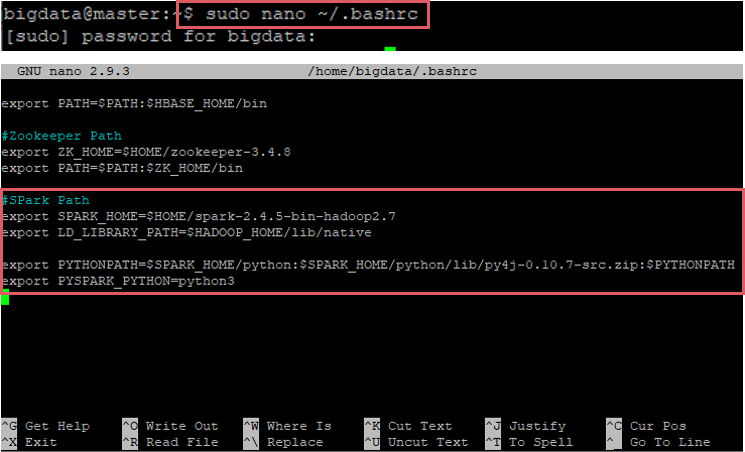 bigdata@master:~$ sudo nano ~/.bashrc
[sudo] password for bigdata:
GNU nano 2.9.3 /home/bigdata/.bashrc
export PATH=$PATH:$HBASE_HOME/bin
#Zookeeper Path
export ZK_HOME=$HOME/zookeeper-3.4.8
export PATH=$PATH:$ZK_HOME/bin
#SPark Path
export SPARK_HOME=$HOME/spark-2.4.5-bin-hadoop2.7
export LD_LIBRARY_PATH=$HADOOP_HOME/lib/native
export PYTHONPATH=$SPARK_HOME/python:$SPARK_HOME/python/lib/py4j-0.10.7-src.zip:$PYTHONPATH
export PYSPARK_PYTHON=python3
^G Get Help ^O Write Out ^W Where Is ^K Cut Text ^J Justify ^C Cur Pos
^X Exit ^R Read File ^\ Replace ^U Uncut Text ^T To Spell ^_ Go To Line